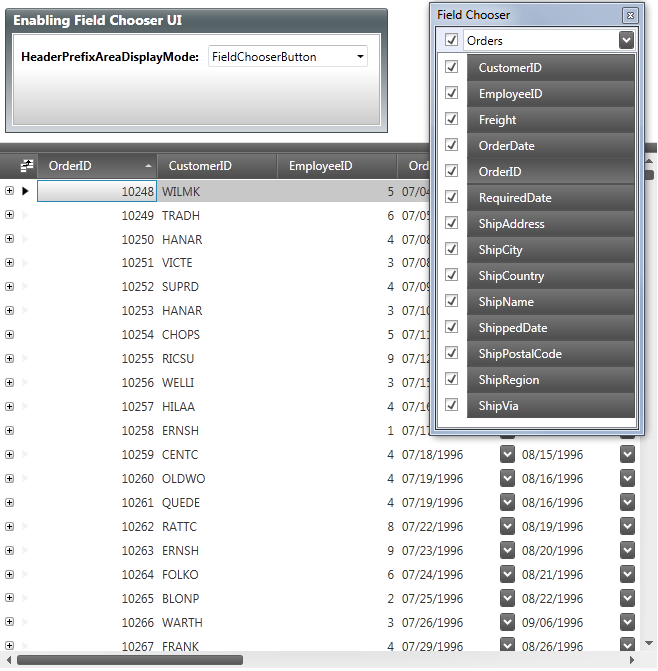 Enabling Field Chooser UI
HeaderPrefixAreaDisplayMode: FieldChooserButton
Field Chooser
Orders
CustomerID
EmployeeID
Freight
OrderDate
OrderID
RequiredDate
ShipAddress
ShipCity
ShipCountry
ShipName
ShippedDate
ShipPostalCode
ShipRegion
ShipVia
OrderID CustomerID EmployeeID Ord
10248 WILMK 5 07/04
10249 TRADH 6 07/05
10250 HANAR 4 07/08
10251 VICTE 3 07/08
10252 SUPRD 4 07/09
10253 HANAR 3 07/10
10254 CHOPS 5 07/11
10255 RICSU 9 07/12
10256 WELLI 3 07/15
10257 HILAA 4 07/16
10258 ERNSH 1 07/17
10259 CENTC 4 07/18/1996 08/15/1996
10260 OLDWO 4 07/19/1996 08/16/1996
10261 QUEDE 4 07/19/1996 08/16/1996
10262 RATTC 8 07/22/1996 08/19/1996
10263 ERNSH 9 07/23/1996 08/20/1996
10264 FOLKO 6 07/24/1996 08/21/1996
10265 BLONP 2 07/25/1996 08/22/1996
10266 WARTH 3 07/26/1996 09/06/1996
10267 FRANK 4 07/29/1996 08/26/1996